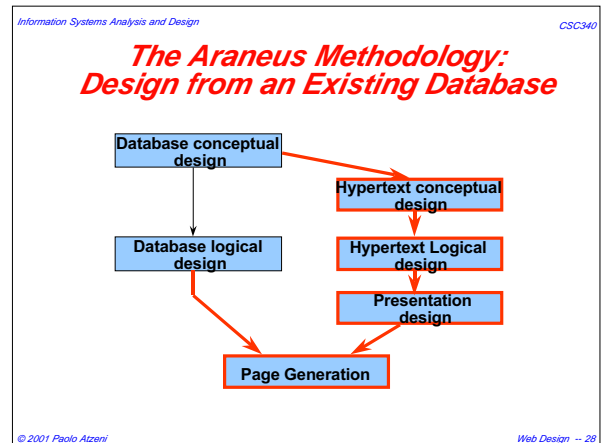 Information Systems Analysis and Design
CSC340
The Araneus Methodology:
Design from an Existing Database
Database conceptual
design
Hypertext conceptual
design
Database logical
design
Hypertext Logical
design
Presentation
design
Page Generation
© 2001 Paolo Atzeni
Web Design -- 28